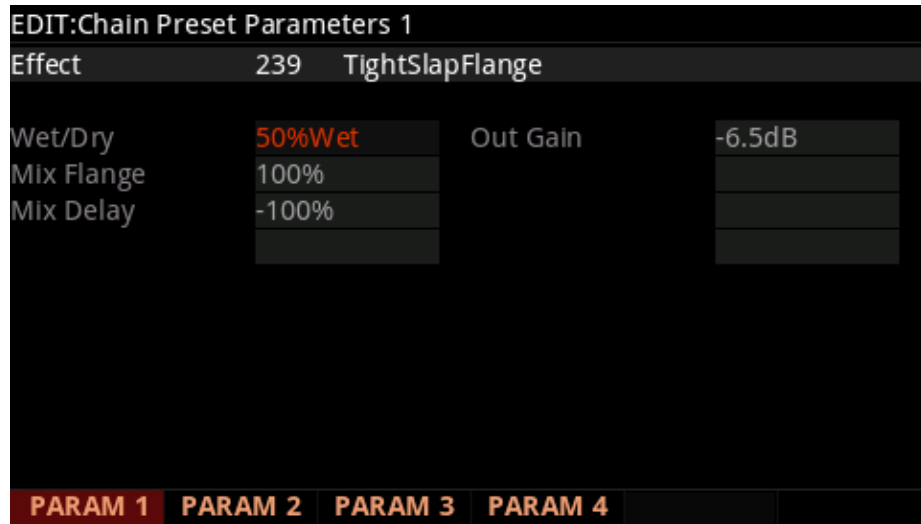 EDIT:Chain Preset Parameters 1
Effect 239 TightSlapFlange
Wet/Dry 50%Wet Out Gain -6.5dB
Mix Flange 100%
Mix Delay -100%
PARAM 1 PARAM 2 PARAM 3 PARAM 4